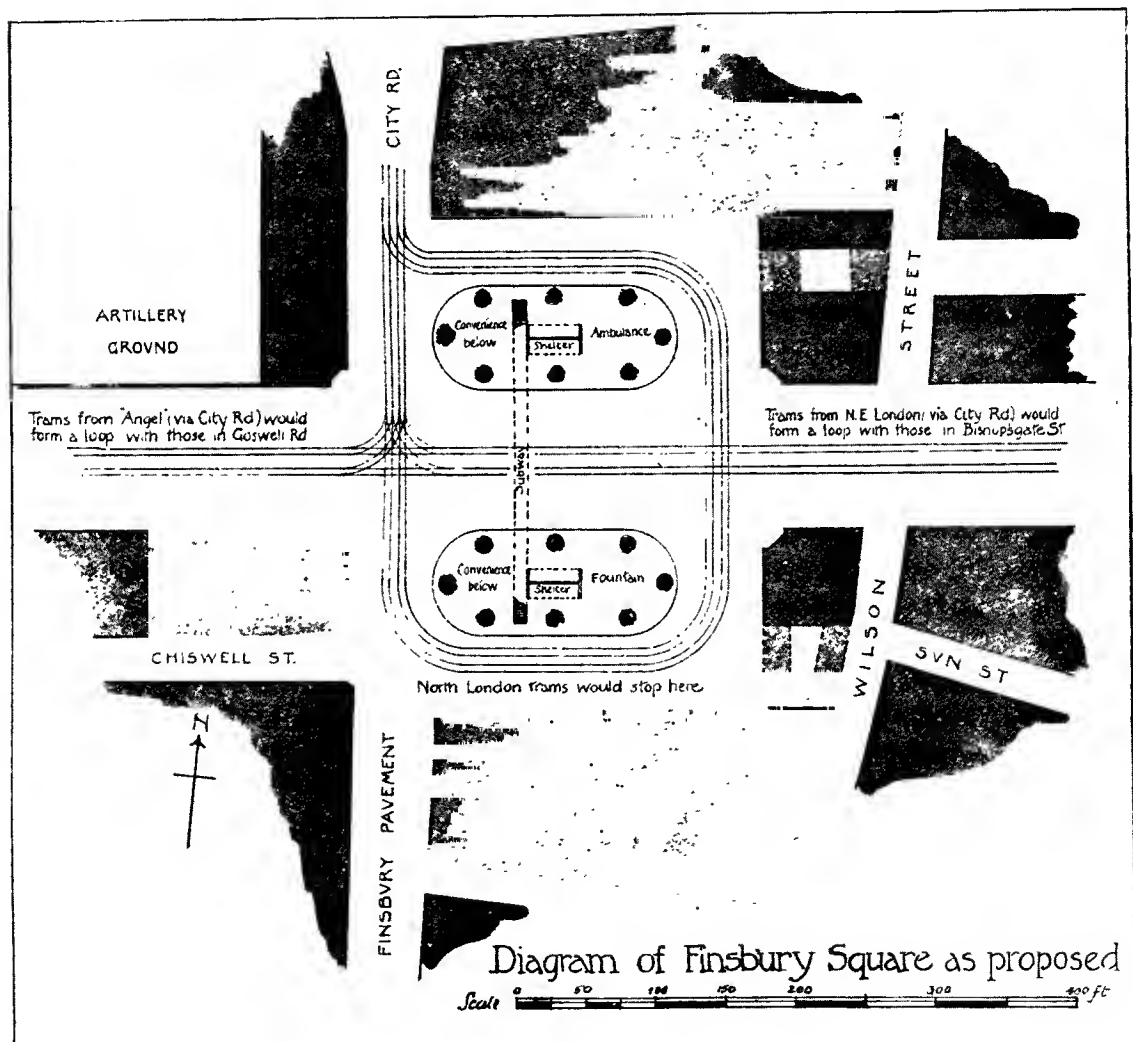 CITY RD.
ARTILLERY
GROVND
STREET
Convenience
below
Shelter
Ambulance
Trams from "Angel" (via City Rd) would
form a loop with those in Goswell Rd
Trams from N.E London (via City Rd) would
form a loop with those in Bishopsgate St
Subway
Convenience
below
Shelter
Fountain
WILSON
SVN ST
CHISWELL ST.
North London Trams would stop here
N
FINSBVRY PAVEMENT
Diagram of Finsbury Square as proposed
Scale 0 50 100 150 200 300 400 ft